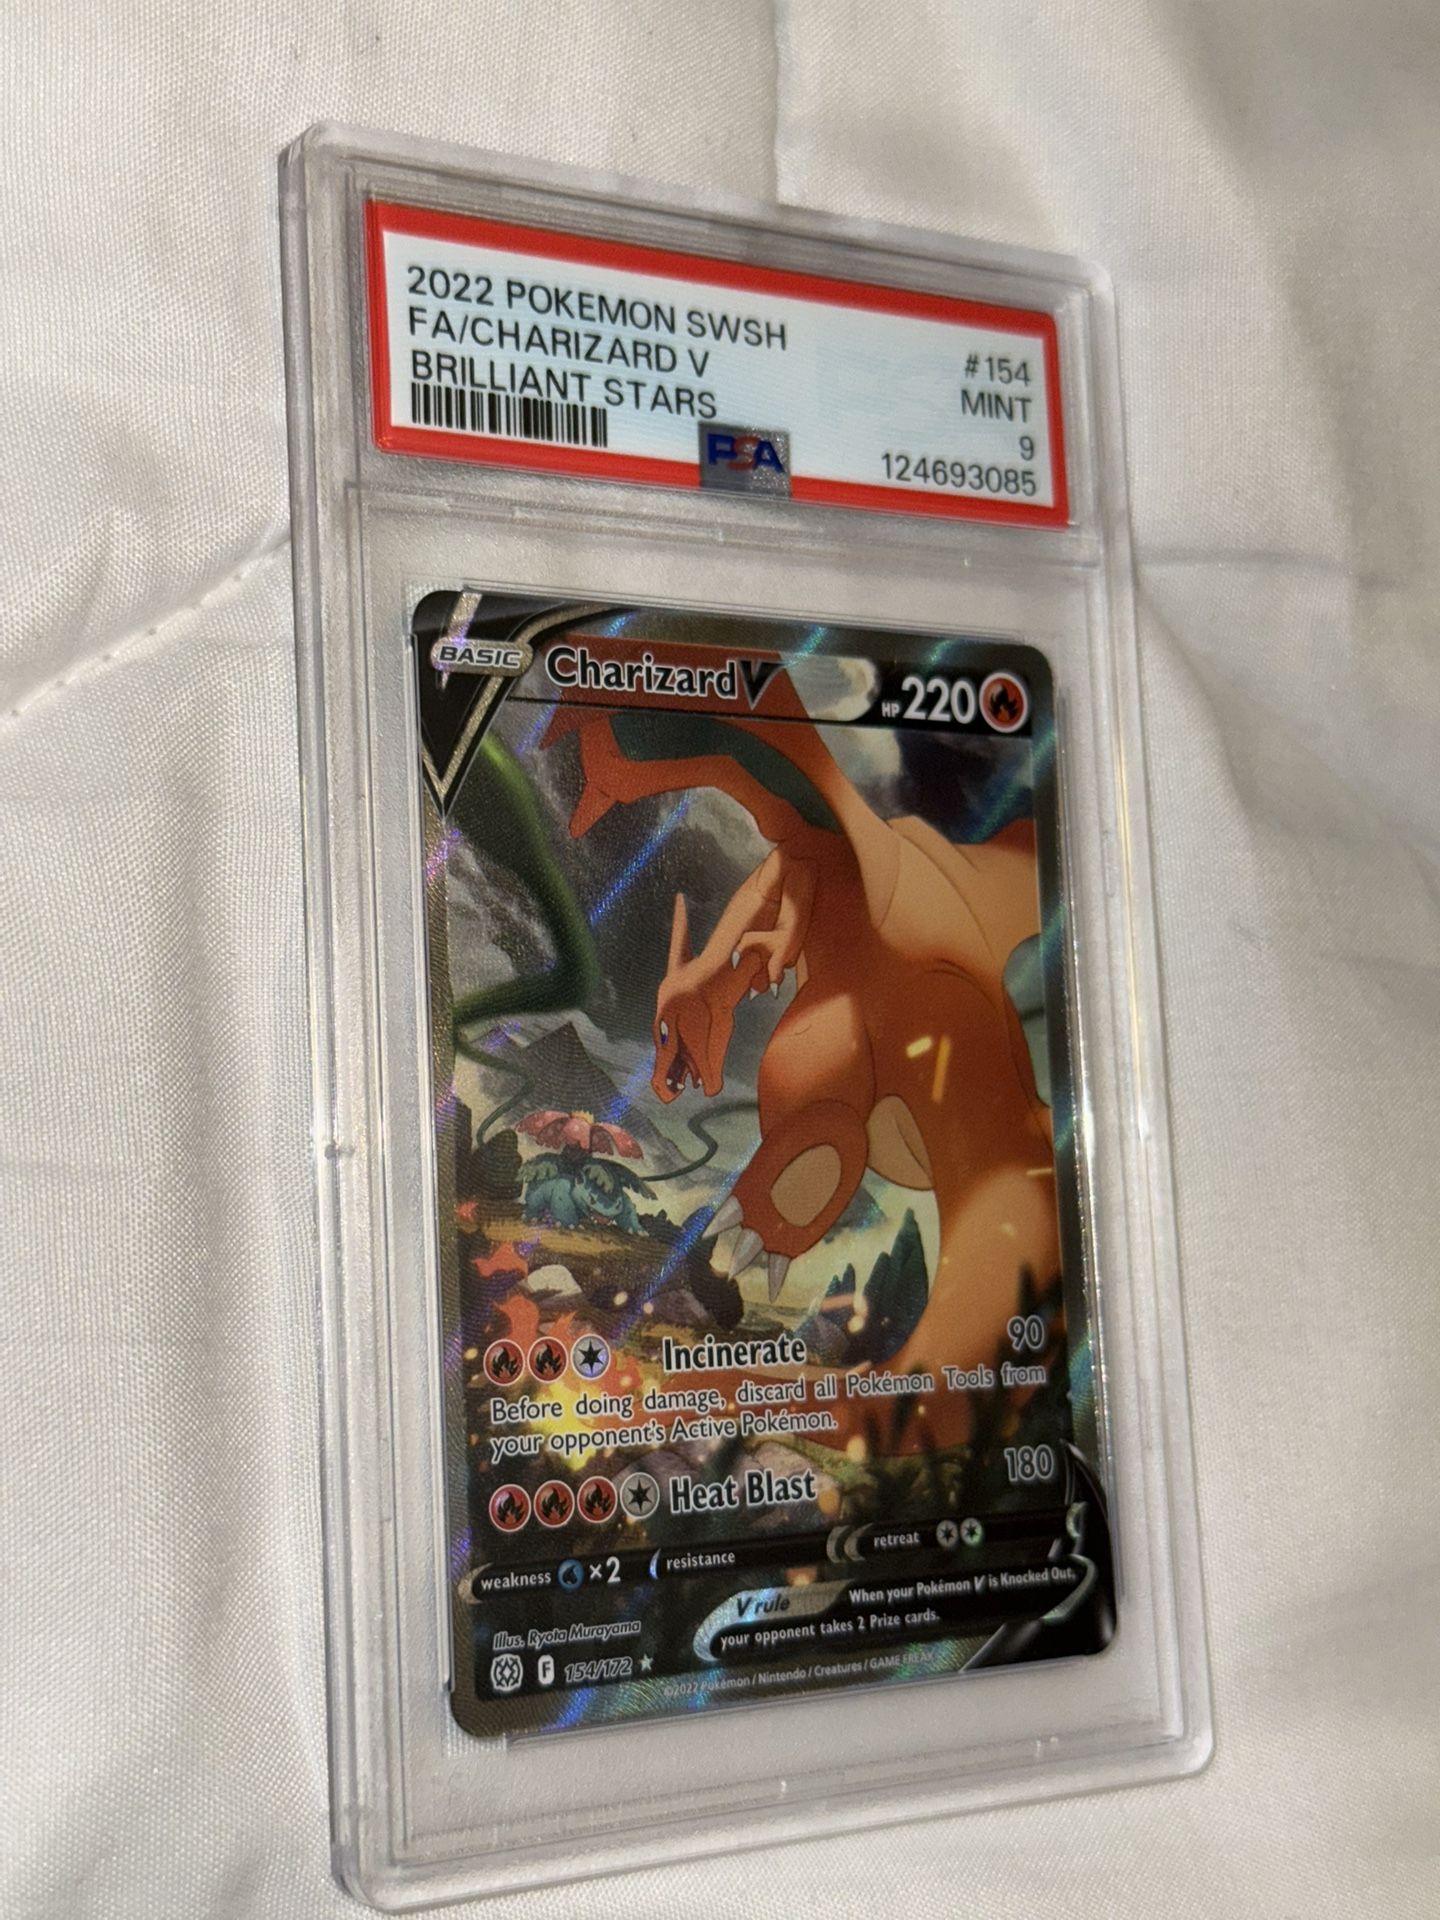 2022 POKEMON SWSH
FA/CHARIZARD V
BRILLIANT STARS
#154
MINT
9
124693085
PSA
BASIC
Charizard V
HP 220
Incinerate 90
Before doing damage, discard all Pokémon Tools from
your opponent's Active Pokémon.
Heat Blast 180
weakness ×2 resistance retreat
V rule When your Pokémon V is Knocked Out,
your opponent takes 2 Prize cards.
Illus. Ryota Murayama
F 154/172
©2022 Pokémon / Nintendo / Creatures / GAME FREAK